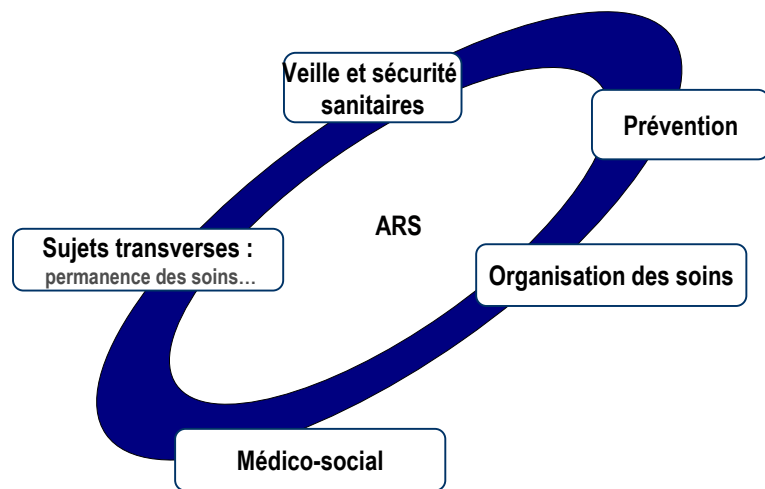 Veille et sécurité
sanitaires
Prévention
ARS
Sujets transverses :
permanence des soins…
Organisation des soins
Médico-social